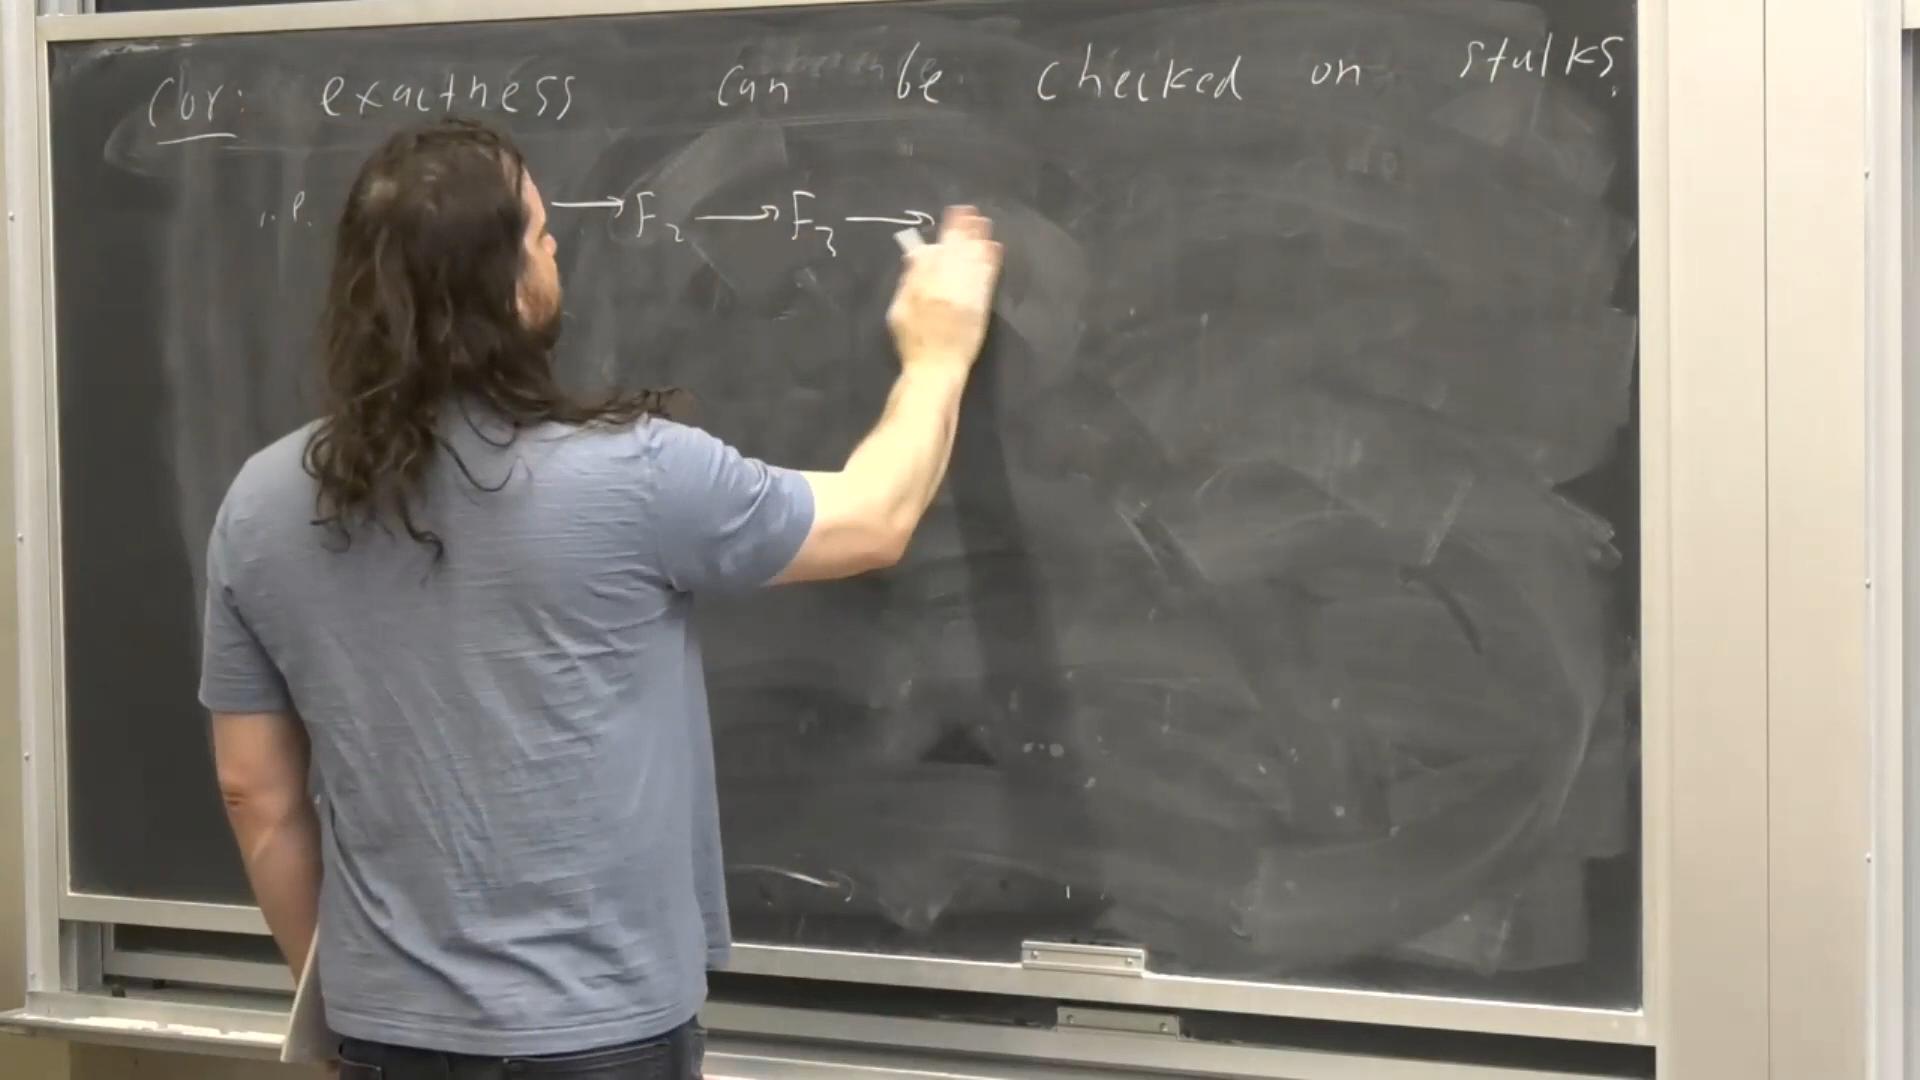 Cor: exactness can be checked on stalks.
i.e. → F₂ → F₃ →